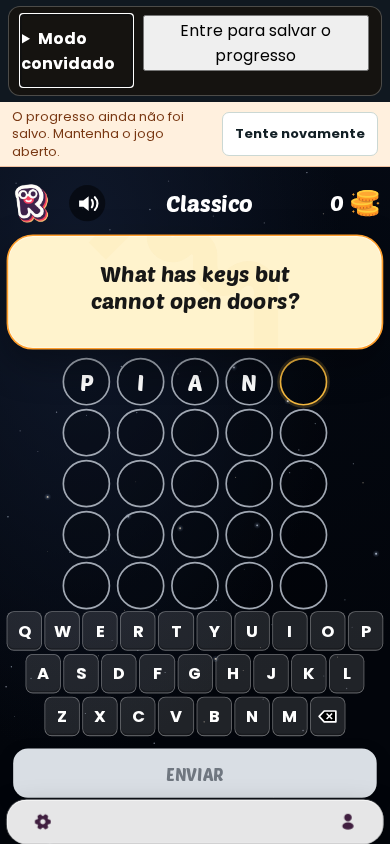 ▶ Modo
convidado
Entre para salvar o
progresso
O progresso ainda não foi
salvo. Mantenha o jogo
aberto.
Tente novamente
Classico
0
What has keys but
cannot open doors?
P I A N
Q W E R T Y U I O P
A S D F G H J K L
Z X C V B N M
ENVIAR